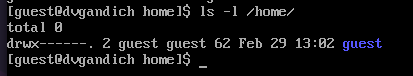 [guest@dvgandich home]$ ls -l /home/
total 0
drwx------. 2 guest guest 62 Feb 29 13:02 guest
[guest@dvgandich home]$ _